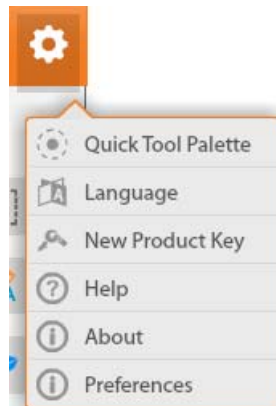 Quick Tool Palette
Language
New Product Key
Help
About
Preferences